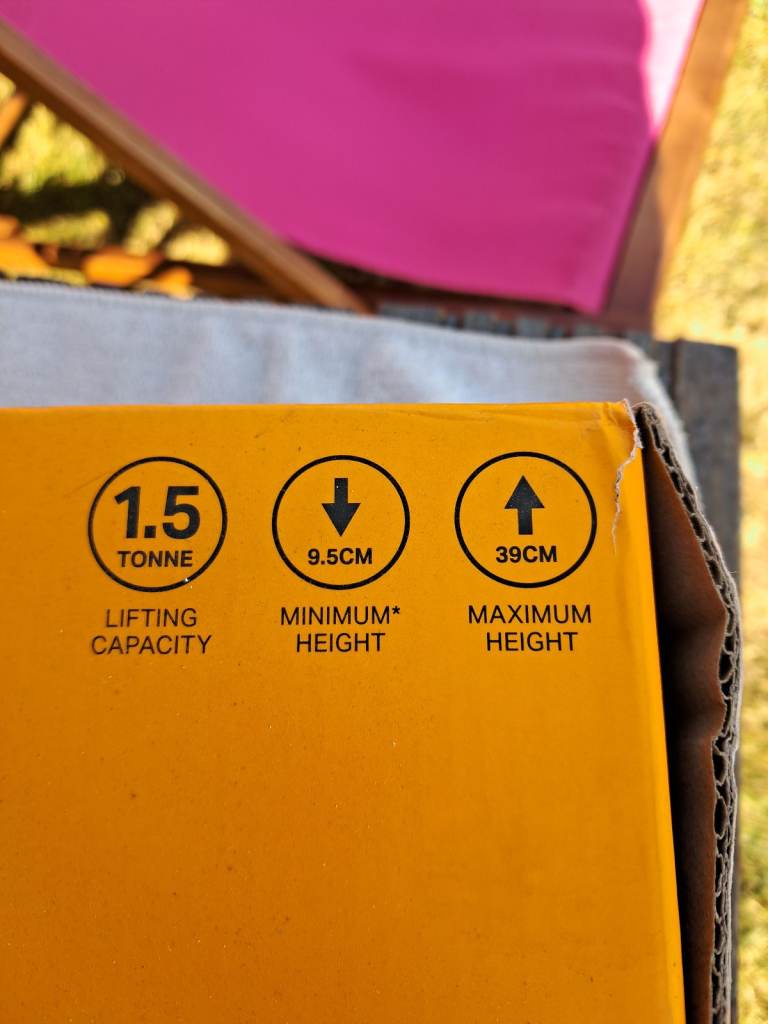 1.5
TONNE
LIFTING
CAPACITY
9.5CM
MINIMUM*
HEIGHT
39CM
MAXIMUM
HEIGHT